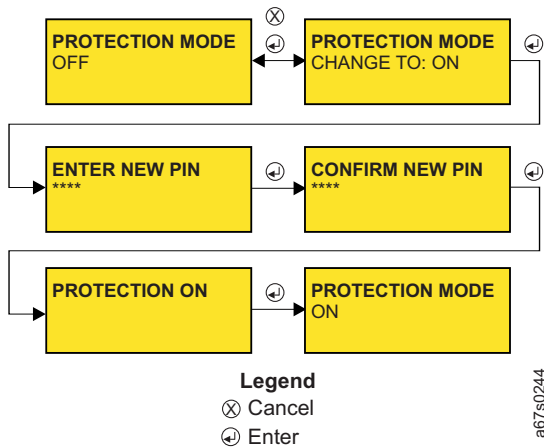 PROTECTION MODE
OFF
PROTECTION MODE
CHANGE TO: ON
ENTER NEW PIN
****
CONFIRM NEW PIN
****
PROTECTION ON
PROTECTION MODE
ON
Legend
Cancel
Enter
a67s0244